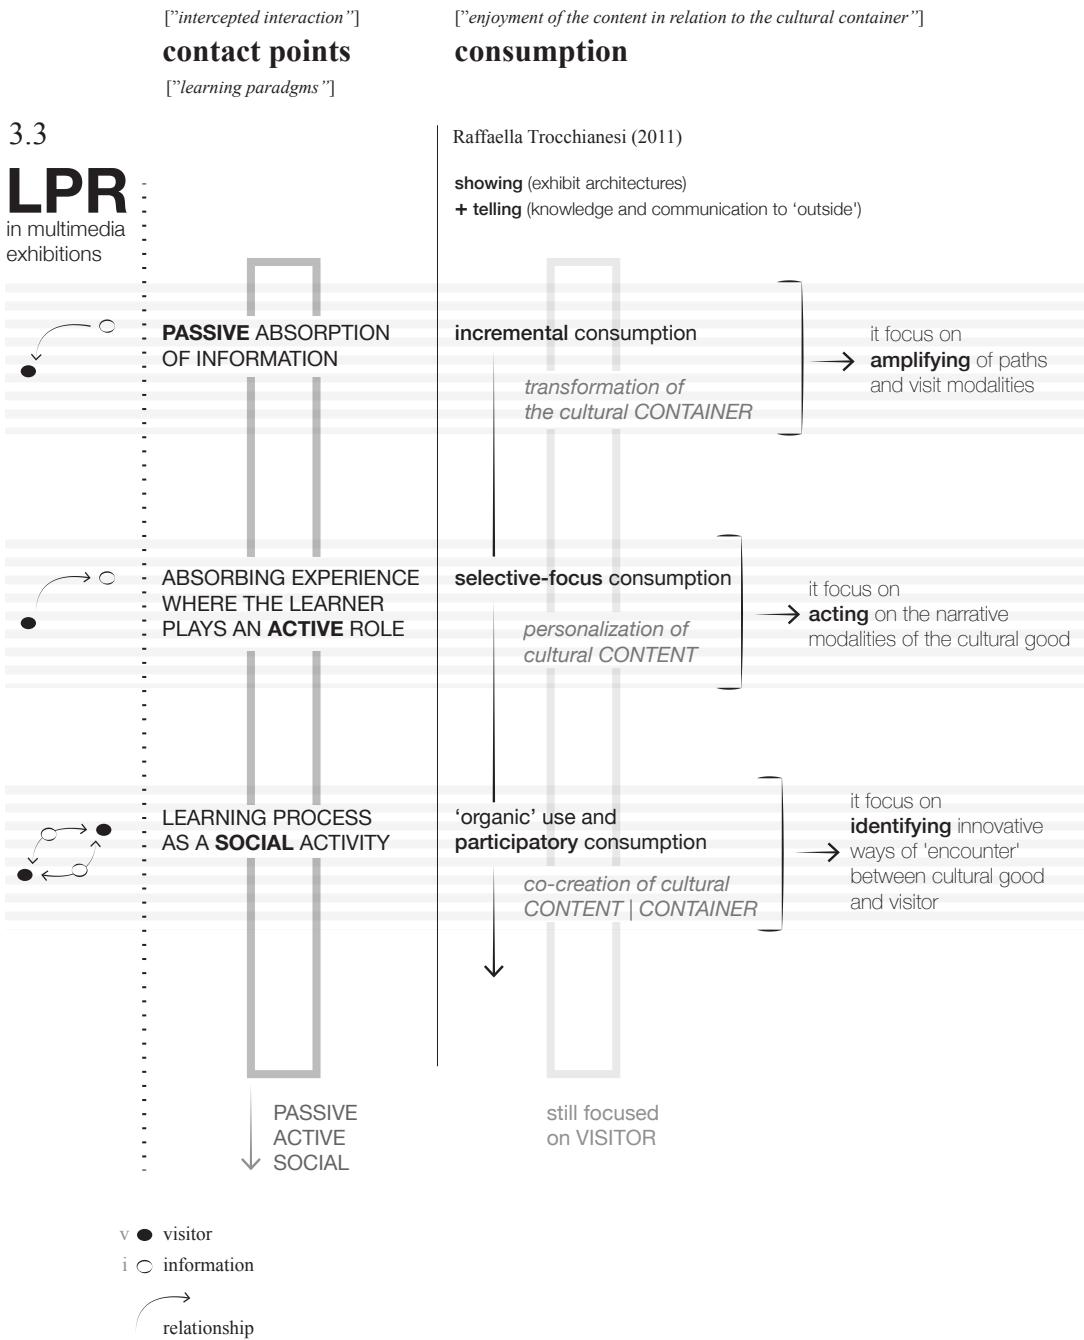 ["intercepted interaction"]
contact points
["learning paradgms"]
["enjoyment of the content in relation to the cultural container"]
consumption
3.3
LPR
in multimedia
exhibitions
Raffaella Trocchianesi (2011)
showing (exhibit architectures)
+ telling (knowledge and communication to 'outside')
PASSIVE ABSORPTION
OF INFORMATION
incremental consumption
transformation of
the cultural CONTAINER
it focus on
amplifying of paths
and visit modalities
ABSORBING EXPERIENCE
WHERE THE LEARNER
PLAYS AN ACTIVE ROLE
selective-focus consumption
personalization of
cultural CONTENT
it focus on
acting on the narrative
modalities of the cultural good
LEARNING PROCESS
AS A SOCIAL ACTIVITY
'organic' use and
participatory consumption
co-creation of cultural
CONTENT | CONTAINER
it focus on
identifying innovative
ways of 'encounter'
between cultural good
and visitor
PASSIVE
ACTIVE
SOCIAL
still focused
on VISITOR
v visitor
i information
relationship